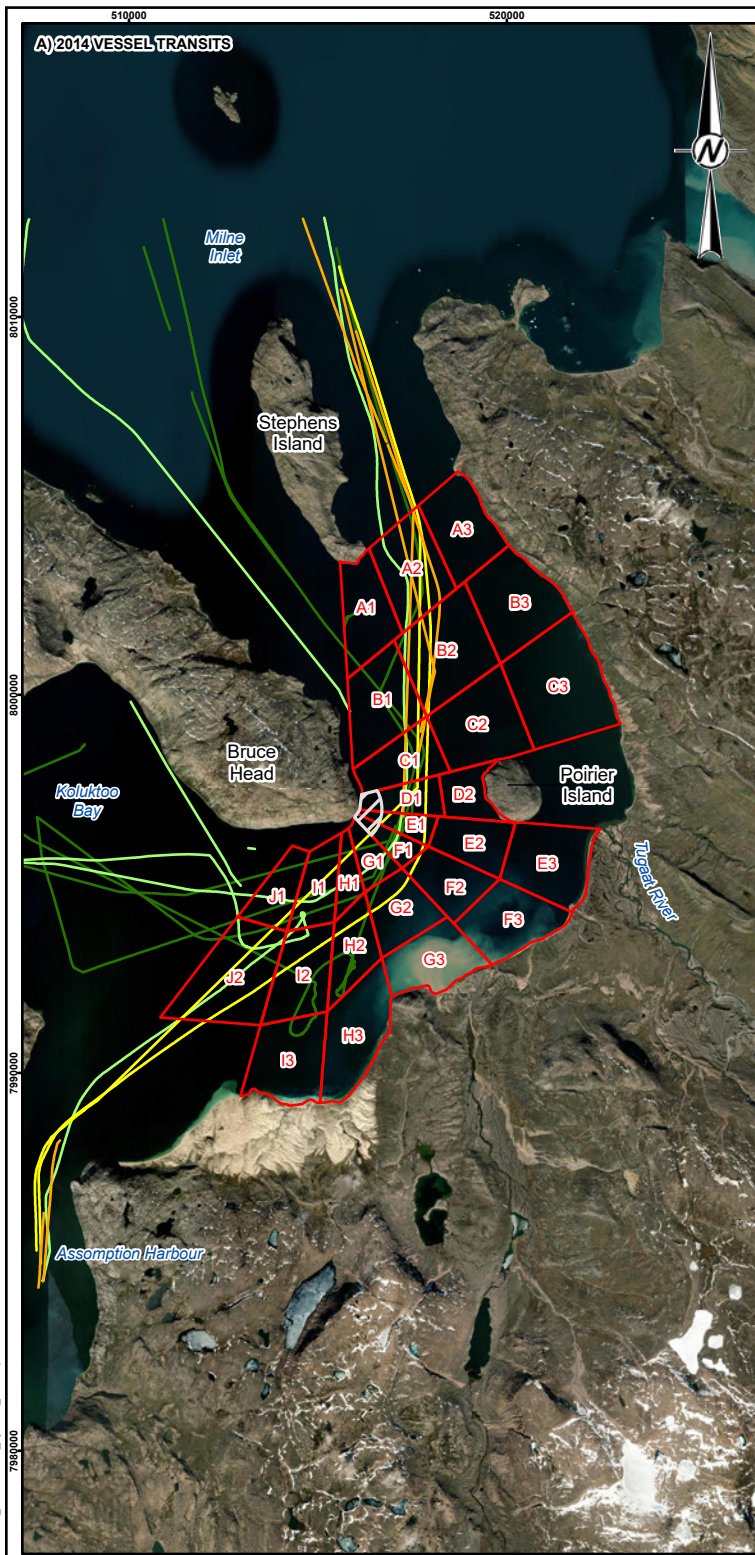 510000
520000
A) 2014 VESSEL TRANSITS
N
Milne
Inlet
8010000
Stephens
Island
A3
A2
A1
B3
B2
B1
C3
C2
8000000
Bruce
Head
C1
Koluktoo
Bay
D1
D2
Poirier
Island
E1
E2
E3
F1
G1
H1
I1
J1
F2
F3
G2
Tugaat River
H2
G3
I2
J2
H3
I3
7990000
Assomption Harbour
7980000